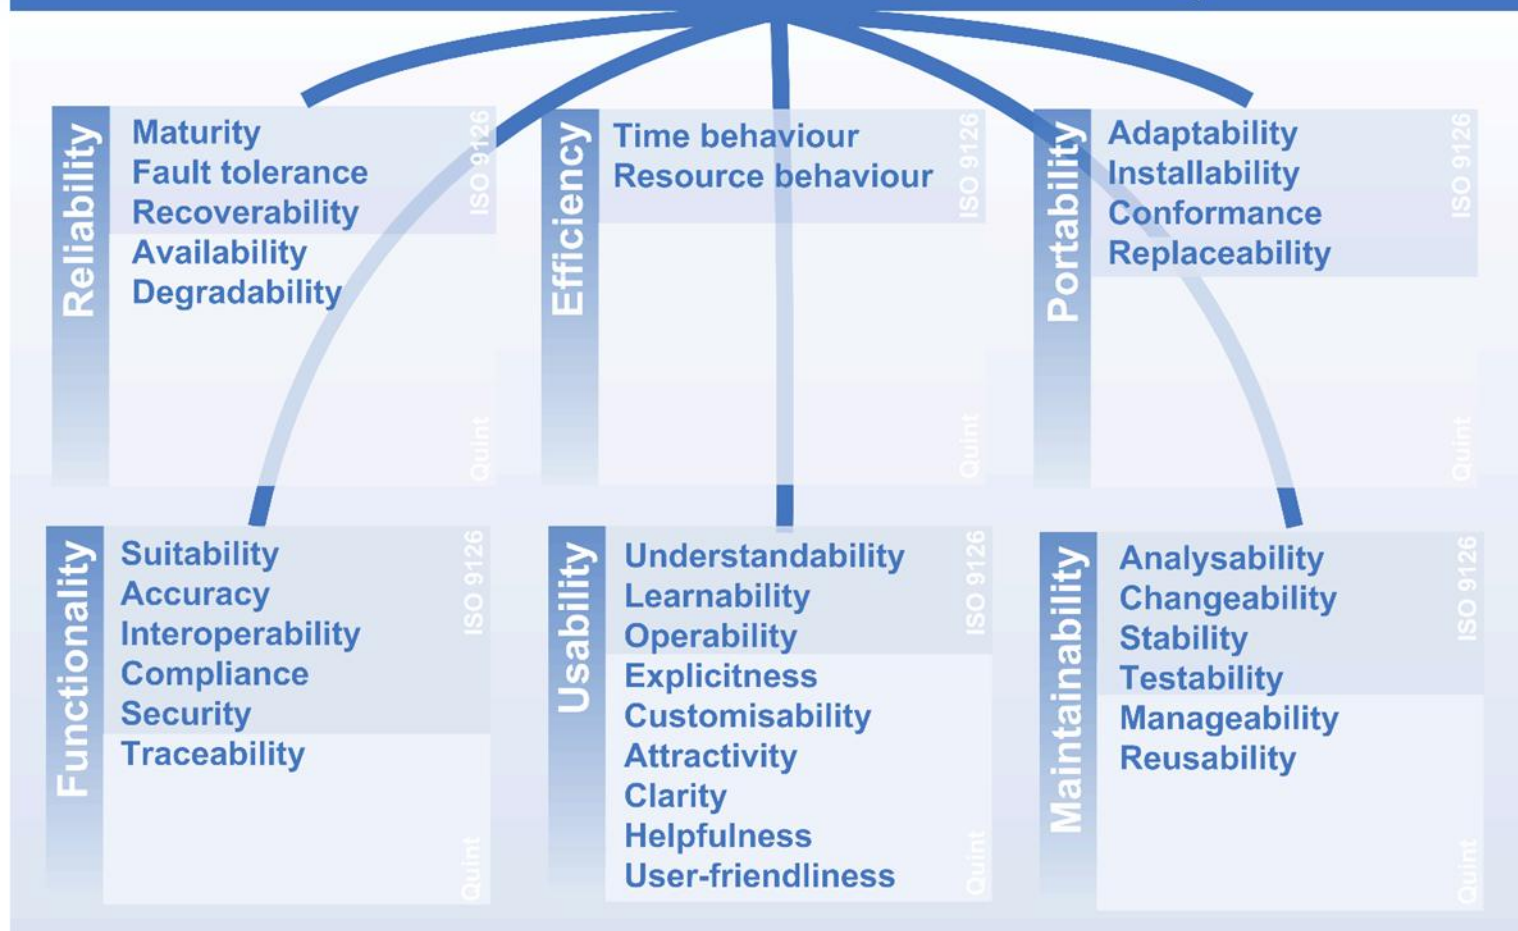 Reliability
Maturity
Fault tolerance
Recoverability
Availability
Degradability
ISO 9126
Quint
Efficiency
Time behaviour
Resource behaviour
ISO 9126
Quint
Portability
Adaptability
Installability
Conformance
Replaceability
ISO 9126
Quint
Functionality
Suitability
Accuracy
Interoperability
Compliance
Security
Traceability
ISO 9126
Quint
Usability
Understandability
Learnability
Operability
Explicitness
Customisability
Attractivity
Clarity
Helpfulness
User-friendliness
ISO 9126
Quint
Maintainability
Analysability
Changeability
Stability
Testability
Manageability
Reusability
ISO 9126
Quint